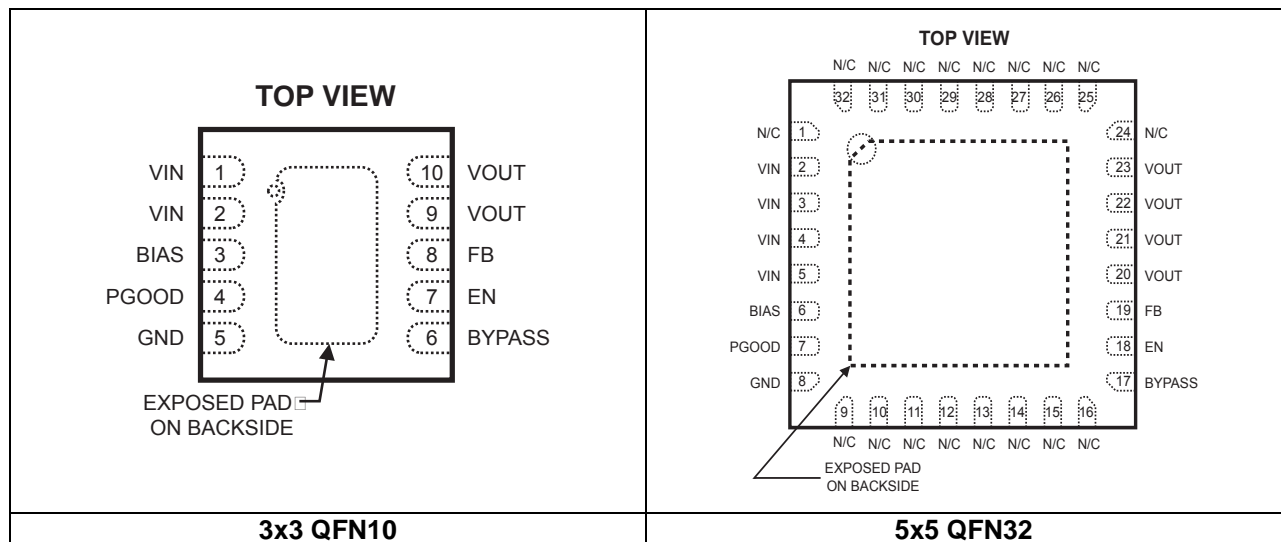 TOP VIEW
VIN 1 10 VOUT
VIN 2 9 VOUT
BIAS 3 8 FB
PGOOD 4 7 EN
GND 5 6 BYPASS
EXPOSED PAD
ON BACKSIDE
3x3 QFN10
TOP VIEW
N/C N/C N/C N/C N/C N/C N/C N/C
32 31 30 29 28 27 26 25
N/C 1 24 N/C
VIN 2 23 VOUT
VIN 3 22 VOUT
VIN 4 21 VOUT
VIN 5 20 VOUT
BIAS 6 19 FB
PGOOD 7 18 EN
GND 8 17 BYPASS
9 10 11 12 13 14 15 16
N/C N/C N/C N/C N/C N/C N/C N/C
EXPOSED PAD
ON BACKSIDE
5x5 QFN32